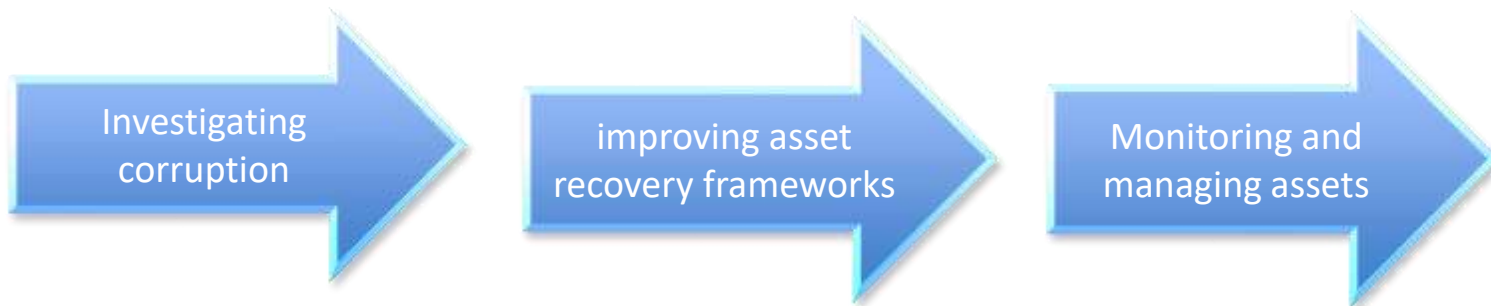 Investigating
corruption
improving asset
recovery frameworks
Monitoring and
managing assets